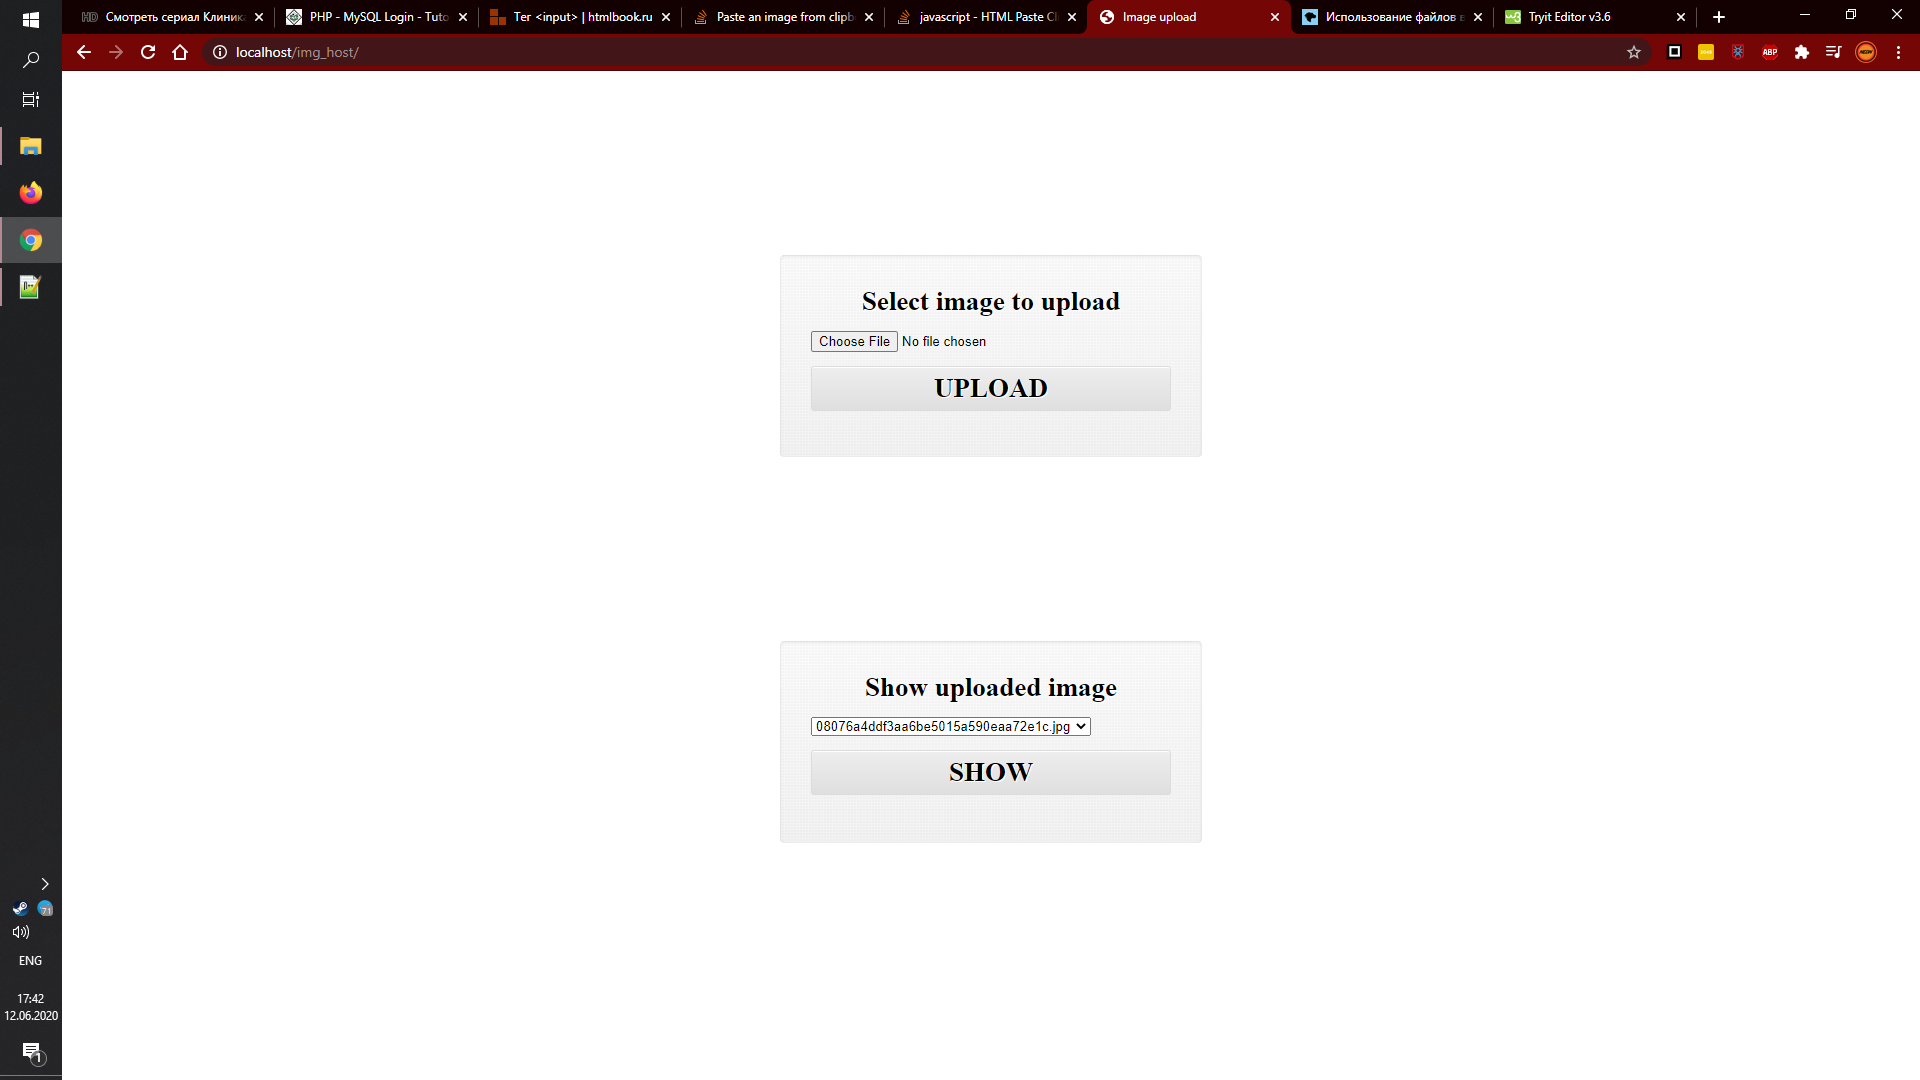 HD Смотреть сериал Клиник
PHP - MySQL Login - Tuto
Тег <input> | htmlbook.ru
Paste an image from clipb
javascript - HTML Paste Cl
Image upload
Использование файлов в
Tryit Editor v3.6
localhost/img_host/
ABP
Select image to upload
Choose File No file chosen
UPLOAD
Show uploaded image
08076a4ddf3aa6be5015a590eaa72e1c.jpg
SHOW
71
ENG
17:42
12.06.2020
1